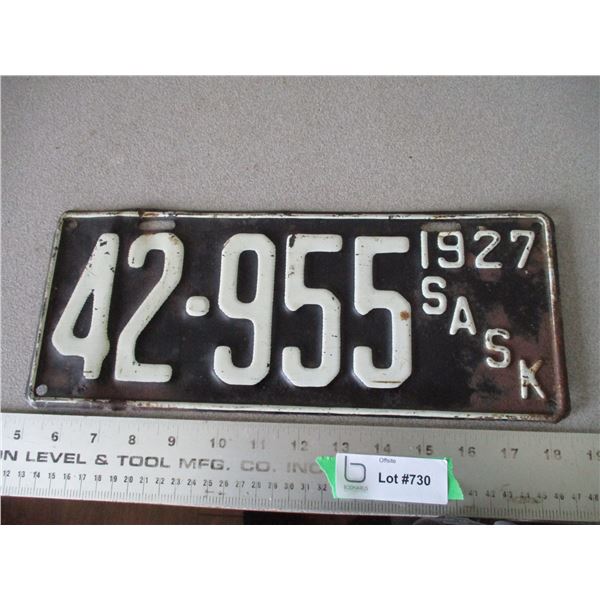 42-955
1927
SASK
5 6 7 8 9 10 11 12 13 14 15 16 17 18
ON LEVEL & TOOL MFG. CO. INC
Offsite
Lot #730